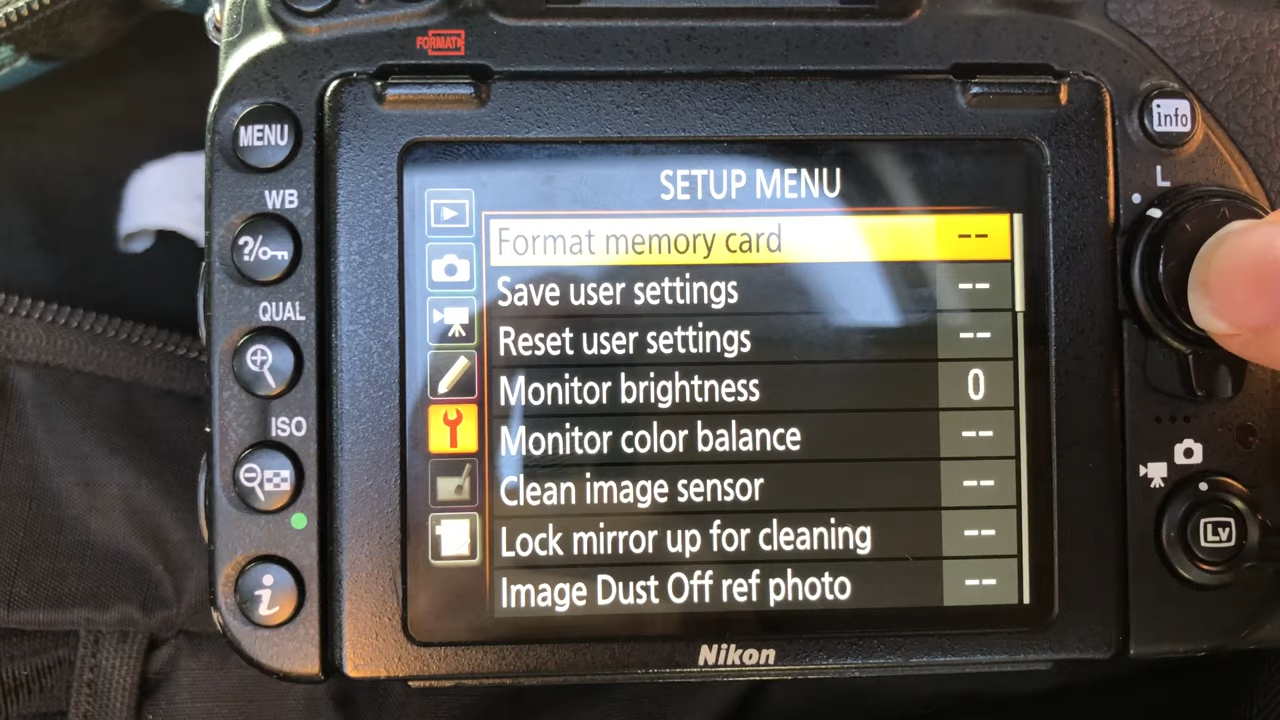 FORMAT
MENU
info
WB
L
?/
QUAL
ISO
i
SETUP MENU
Format memory card --
Save user settings --
Reset user settings --
Monitor brightness 0
Monitor color balance --
Clean image sensor --
Lock mirror up for cleaning --
Image Dust Off ref photo --
Lv
Nikon